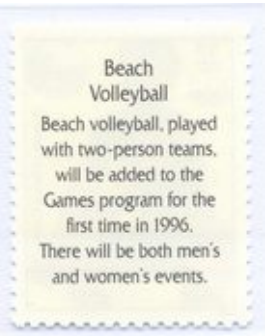 Beach
Volleyball
Beach volleyball, played
with two-person teams,
will be added to the
Games program for the
first time in 1996.
There will be both men's
and women's events.